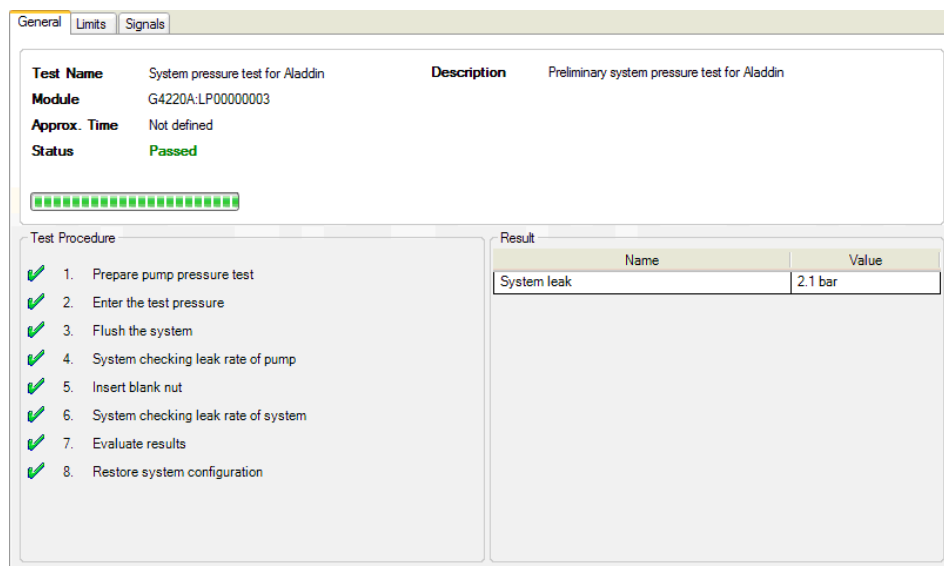 General Limits Signals
Test Name System pressure test for Aladdin Description Preliminary system pressure test for Aladdin
Module G4220A:LP00000003
Approx. Time Not defined
Status Passed
Test Procedure
1. Prepare pump pressure test
2. Enter the test pressure
3. Flush the system
4. System checking leak rate of pump
5. Insert blank nut
6. System checking leak rate of system
7. Evaluate results
8. Restore system configuration
Result
Name Value
System leak 2.1 bar